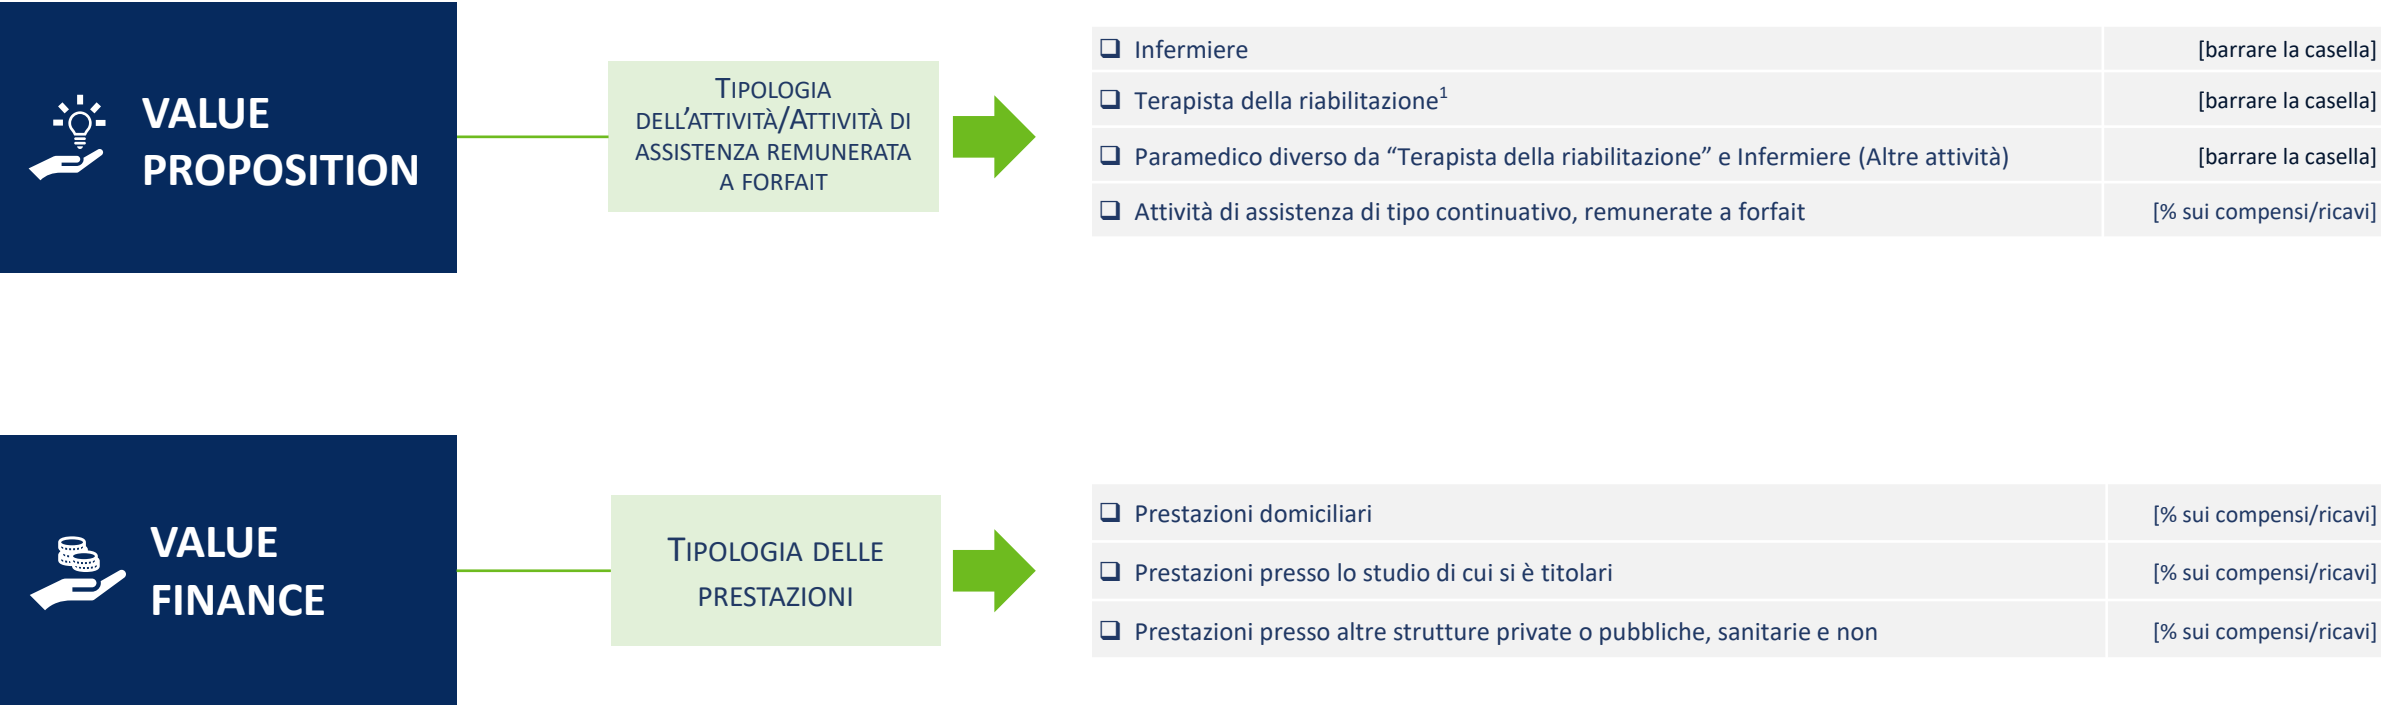 VALUE
PROPOSITION
TIPOLOGIA
DELL'ATTIVITÀ/ATTIVITÀ DI
ASSISTENZA REMUNERATA
A FORFAIT
❑ Infermiere [barrare la casella]
❑ Terapista della riabilitazione¹ [barrare la casella]
❑ Paramedico diverso da “Terapista della riabilitazione” e Infermiere (Altre attività) [barrare la casella]
❑ Attività di assistenza di tipo continuativo, remunerate a forfait [% sui compensi/ricavi]
VALUE
FINANCE
TIPOLOGIA DELLE
PRESTAZIONI
❑ Prestazioni domiciliari [% sui compensi/ricavi]
❑ Prestazioni presso lo studio di cui si è titolari [% sui compensi/ricavi]
❑ Prestazioni presso altre strutture private o pubbliche, sanitarie e non [% sui compensi/ricavi]